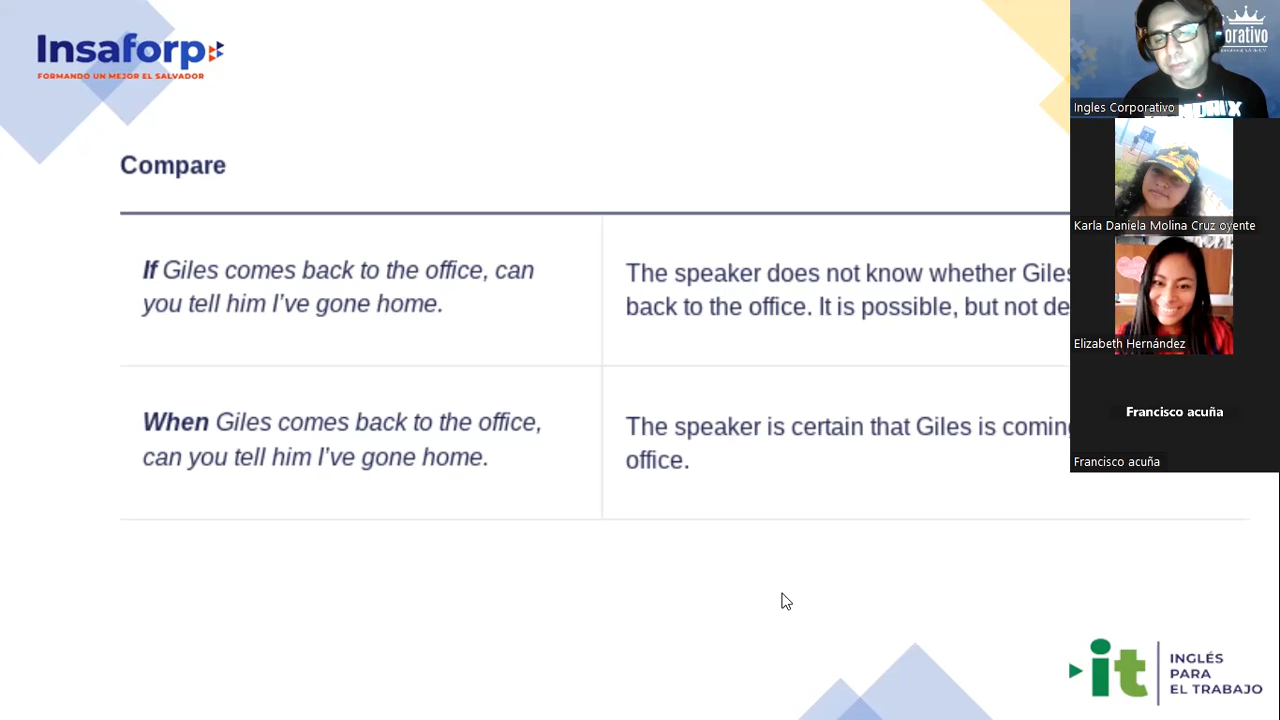 Insaforp
FORMANDO UN MEJOR EL SALVADOR
Compare
If Giles comes back to the office, can
you tell him I've gone home.
The speaker does not know whether Giles
back to the office. It is possible, but not de
When Giles comes back to the office,
can you tell him I've gone home.
The speaker is certain that Giles is coming
office.
orativo
Ingles Corporativo
Karla Daniela Molina Cruz oyente
Elizabeth Hernández
Francisco acuña
Francisco acuña
it
INGLÉS
PARA
EL TRABAJO